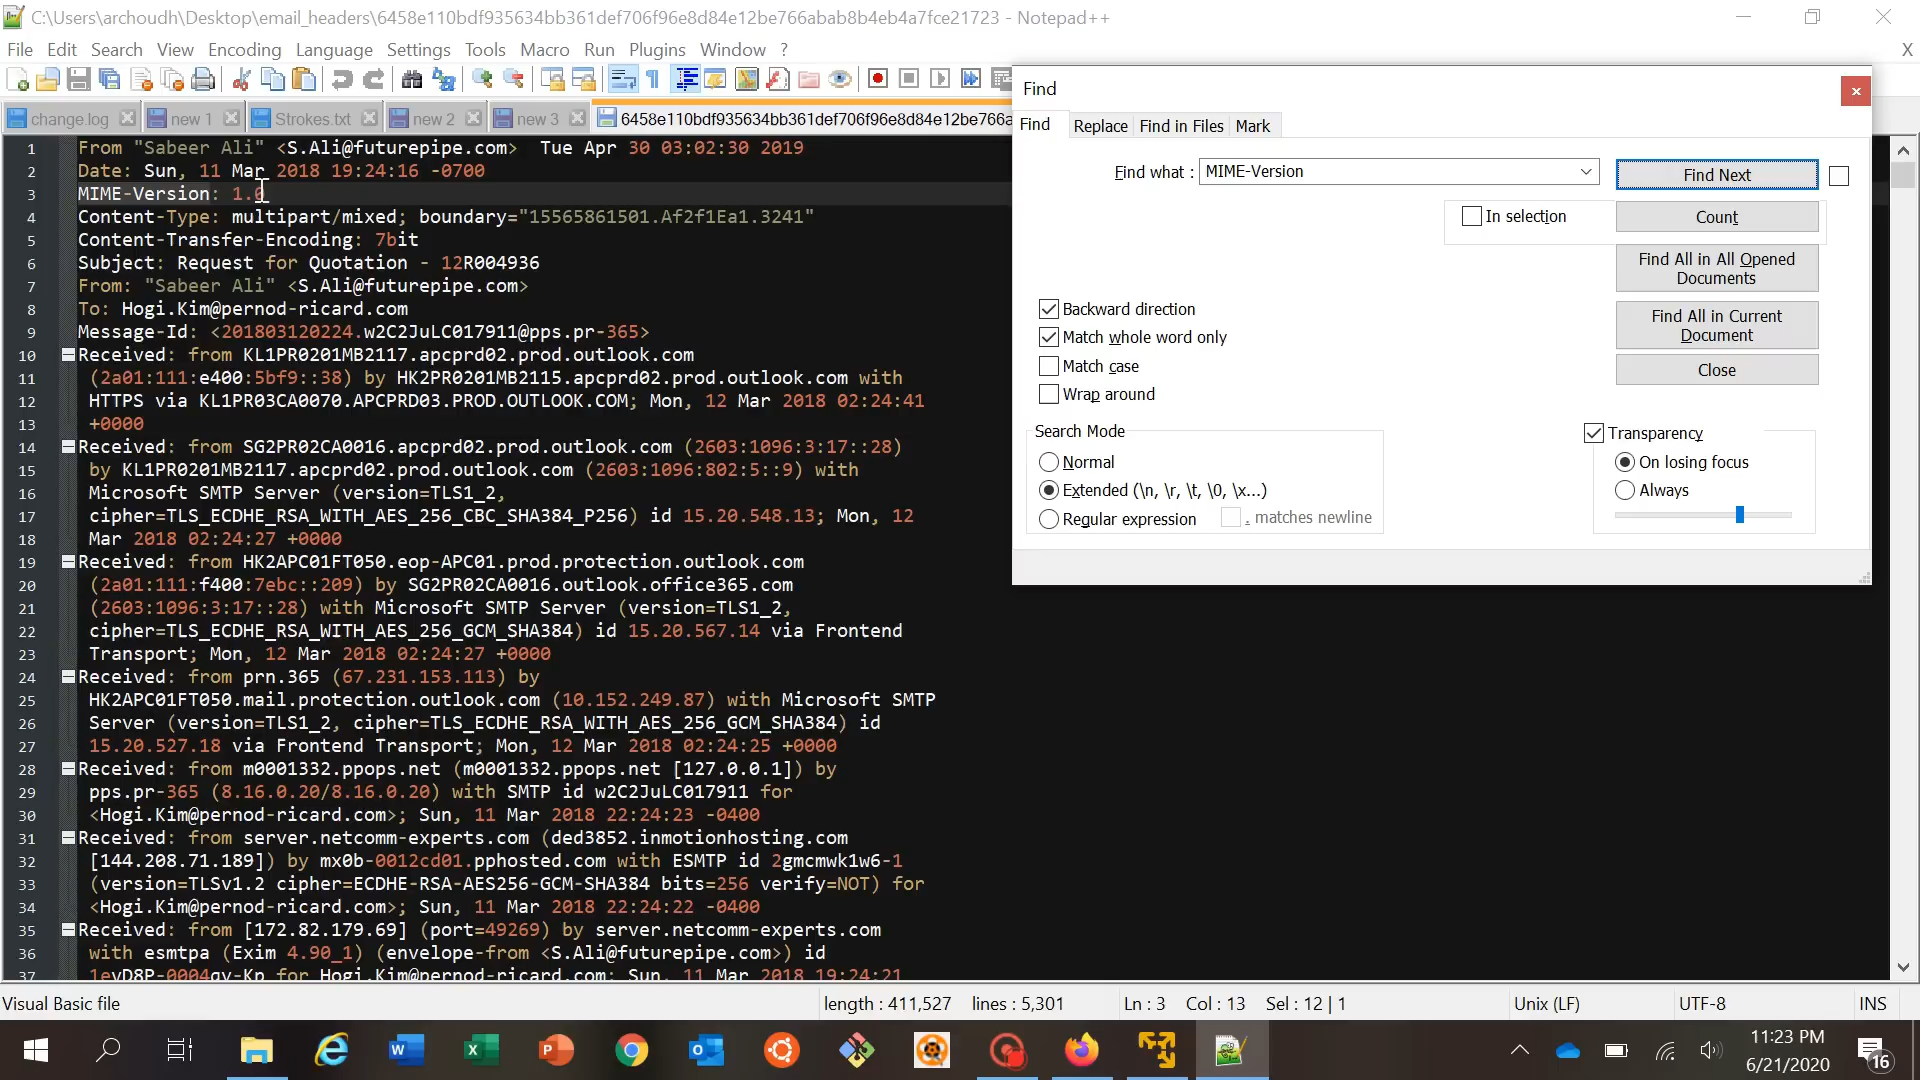 C:\Users\archoudh\Desktop\email_headers\6458e110bdf935634bb361def706f96e8d84e12be766abab8b4eb4a7fce21723 - Notepad++
File Edit Search View Encoding Language Settings Tools Macro Run Plugins Window ?
X
change.log new 1 Strokes.txt new 2 new 3 6458e110bdf935634bb361def706f96e8d84e12be766a
1 From "Sabeer Ali" <S.Ali@futurepipe.com>  Tue Apr 30 03:02:30 2019
2 Date: Sun, 11 Mar 2018 19:24:16 -0700
3 MIME-Version: 1.0
4 Content-Type: multipart/mixed; boundary="15565861501.Af2f1Ea1.3241"
5 Content-Transfer-Encoding: 7bit
6 Subject: Request for Quotation - 12R004936
7 From: "Sabeer Ali" <S.Ali@futurepipe.com>
8 To: Hogi.Kim@pernod-ricard.com
9 Message-Id: <201803120224.w2C2JuLC017911@pps.pr-365>
10 Received: from KL1PR0201MB2117.apcprd02.prod.outlook.com
11 (2a01:111:e400:5bf9::38) by HK2PR0201MB2115.apcprd02.prod.outlook.com with
12 HTTPS via KL1PR03CA0070.APCPRD03.PROD.OUTLOOK.COM; Mon, 12 Mar 2018 02:24:41
13 +0000
14 Received: from SG2PR02CA0016.apcprd02.prod.outlook.com (2603:1096:3:17::28)
15 by KL1PR0201MB2117.apcprd02.prod.outlook.com (2603:1096:802:5::9) with
16 Microsoft SMTP Server (version=TLS1_2,
17 cipher=TLS_ECDHE_RSA_WITH_AES_256_CBC_SHA384_P256) id 15.20.548.13; Mon, 12
18 Mar 2018 02:24:27 +0000
19 Received: from HK2APC01FT050.eop-APC01.prod.protection.outlook.com
20 (2a01:111:f400:7ebc::209) by SG2PR02CA0016.outlook.office365.com
21 (2603:1096:3:17::28) with Microsoft SMTP Server (version=TLS1_2,
22 cipher=TLS_ECDHE_RSA_WITH_AES_256_GCM_SHA384) id 15.20.567.14 via Frontend
23 Transport; Mon, 12 Mar 2018 02:24:27 +0000
24 Received: from prn.365 (67.231.153.113) by
25 HK2APC01FT050.mail.protection.outlook.com (10.152.249.87) with Microsoft SMTP
26 Server (version=TLS1_2, cipher=TLS_ECDHE_RSA_WITH_AES_256_GCM_SHA384) id
27 15.20.527.18 via Frontend Transport; Mon, 12 Mar 2018 02:24:25 +0000
28 Received: from m0001332.ppops.net (m0001332.ppops.net [127.0.0.1]) by
29 pps.pr-365 (8.16.0.20/8.16.0.20) with SMTP id w2C2JuLC017911 for
30 <Hogi.Kim@pernod-ricard.com>; Sun, 11 Mar 2018 22:24:23 -0400
31 Received: from server.netcomm-experts.com (ded3852.inmotionhosting.com
32 [144.208.71.189]) by mx0b-0012cd01.pphosted.com with ESMTP id 2gmcmwk1w6-1
33 (version=TLSv1.2 cipher=ECDHE-RSA-AES256-GCM-SHA384 bits=256 verify=NOT) for
34 <Hogi.Kim@pernod-ricard.com>; Sun, 11 Mar 2018 22:24:22 -0400
35 Received: from [172.82.179.69] (port=49269) by server.netcomm-experts.com
36 with esmtpa (Exim 4.90_1) (envelope-from <S.Ali@futurepipe.com>) id
37 1evD8P-0004qv-Kp for Hogi.Kim@pernod-ricard.com; Sun, 11 Mar 2018 19:24:21
Find
Find Replace Find in Files Mark
Find what : MIME-Version Find Next
In selection Count
Find All in All Opened
Documents
Backward direction
Find All in Current
Document
Match whole word only
Match case
Close
Wrap around
Search Mode
Transparency
Normal
On losing focus
Extended (\n, \r, \t, \0, \x...)
Always
Regular expression . matches newline
Visual Basic file length : 411,527 lines : 5,301 Ln : 3 Col : 13 Sel : 12 | 1 Unix (LF) UTF-8 INS
11:23 PM
6/21/2020
16